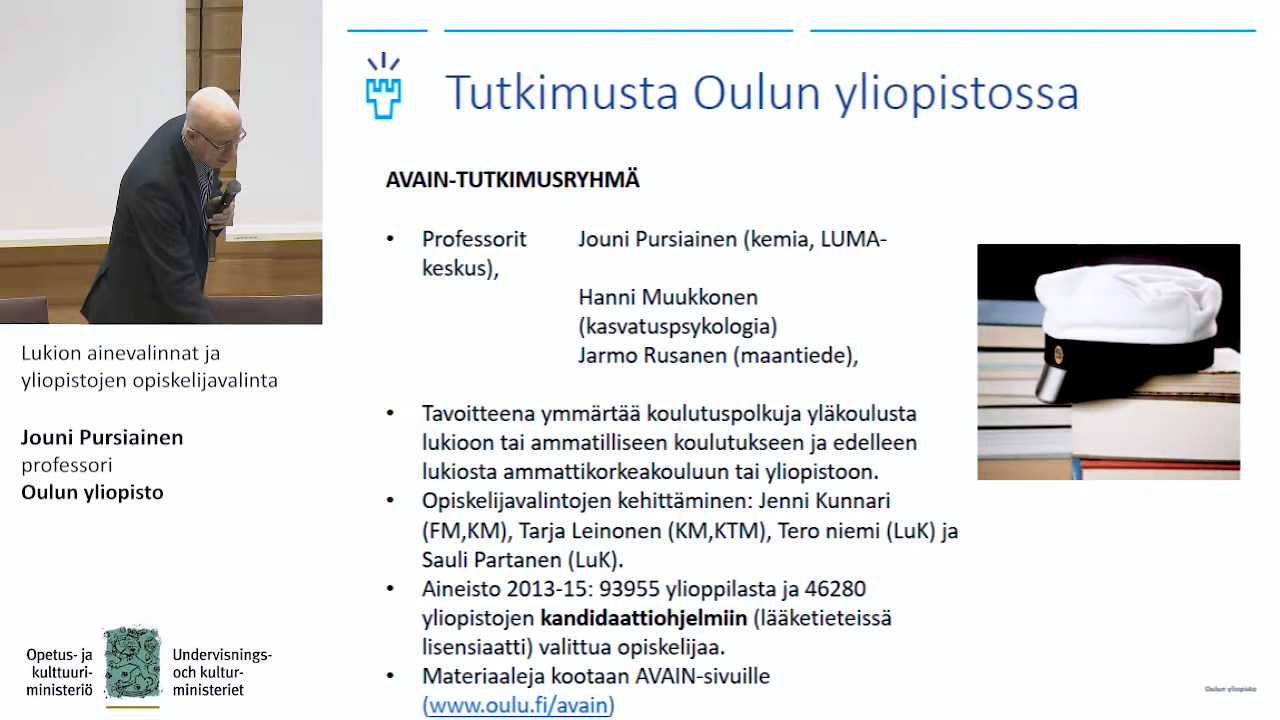 Tutkimusta Oulun yliopistossa
AVAIN-TUTKIMUSRYHMÄ
• Professorit Jouni Pursiainen (kemia, LUMA-
keskus),
Hanni Muukkonen
(kasvatuspsykologia)
Jarmo Rusanen (maantiede),
• Tavoitteena ymmärtää koulutuspolkuja yläkoulusta
lukioon tai ammatilliseen koulutukseen ja edelleen
lukiosta ammattikorkeakouluun tai yliopistoon.
• Opiskelijavalintojen kehittäminen: Jenni Kunnari
(FM,KM), Tarja Leinonen (KM,KTM), Tero niemi (LuK) ja
Sauli Partanen (LuK).
• Aineisto 2013-15: 93955 ylioppilasta ja 46280
yliopistojen kandidaattiohjelmiin (lääketieteissä
lisensiaatti) valittua opiskelijaa.
• Materiaaleja kootaan AVAIN-sivuille
(www.oulu.fi/avain)
Oulun yliopisto
Lukion ainevalinnat ja
yliopistojen opiskelijavalinta
Jouni Pursiainen
professori
Oulun yliopisto
Opetus- ja
kulttuuri-
ministeriö
Undervisnings-
och kultur-
ministeriet